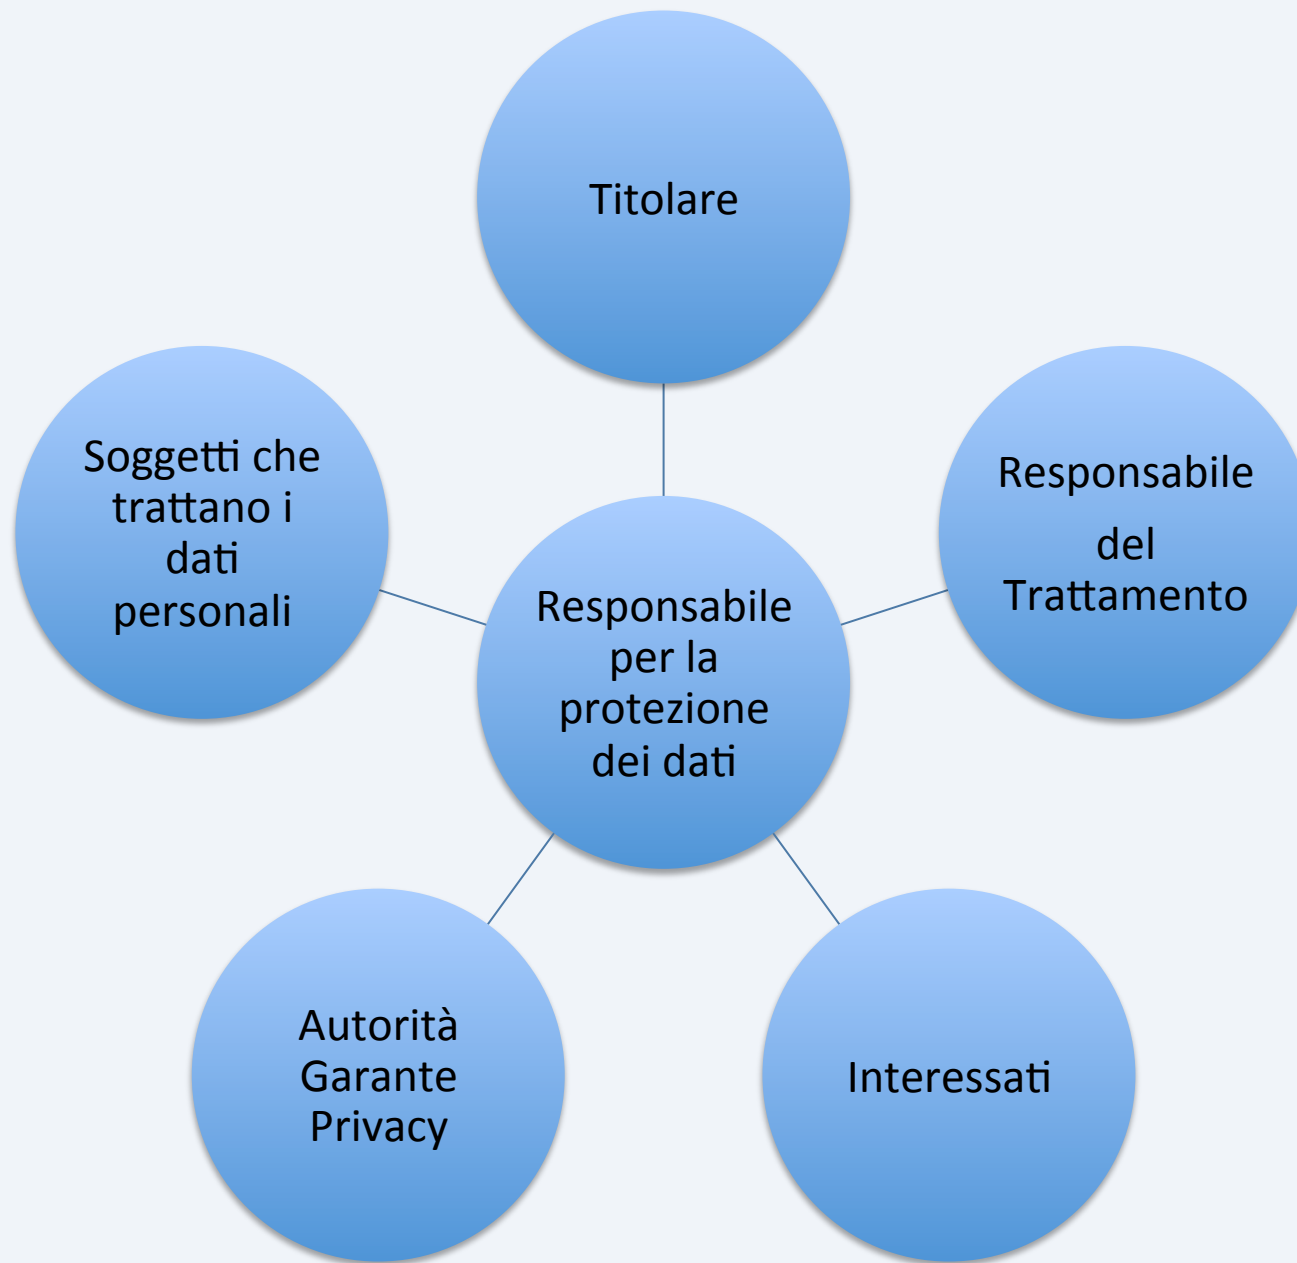 Titolare
Soggetti che
trattano i
dati
personali
Responsabile
del
Trattamento
Responsabile
per la
protezione
dei dati
Autorità
Garante
Privacy
Interessati